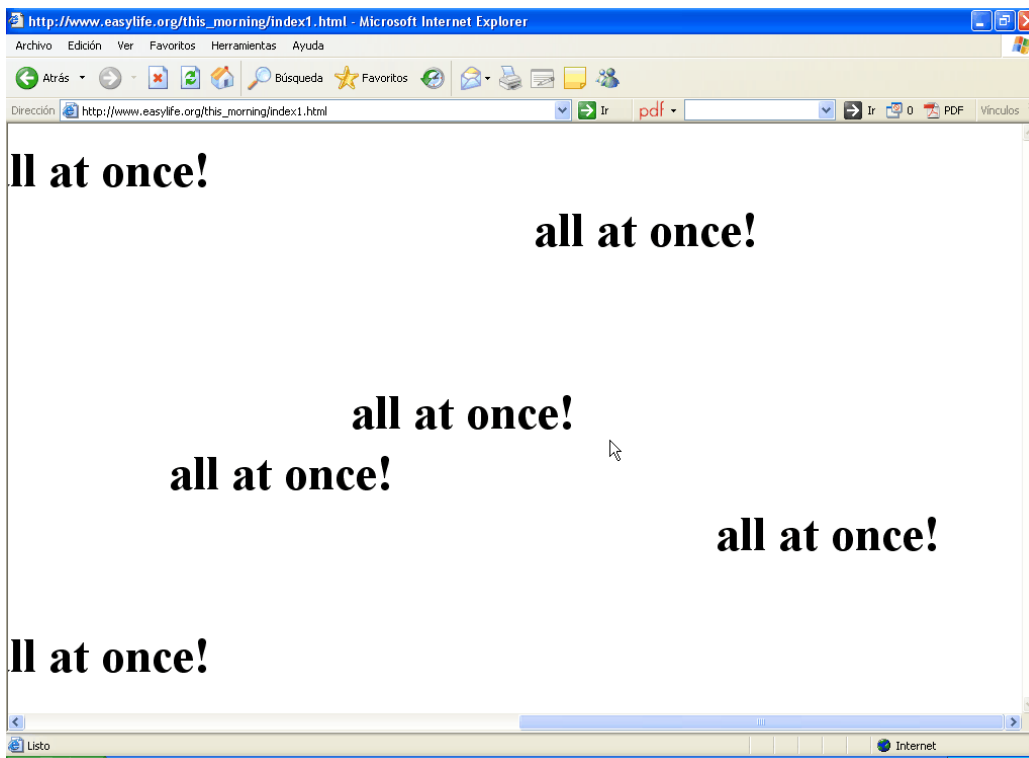 http://www.easylife.org/this_morning/index1.html - Microsoft Internet Explorer
Archivo Edición Ver Favoritos Herramientas Ayuda
Atrás Búsqueda Favoritos
Dirección http://www.easylife.org/this_morning/index1.html Ir pdf Ir 0 PDF Vínculos
ll at once!
all at once!
all at once!
all at once!
all at once!
ll at once!
Listo Internet